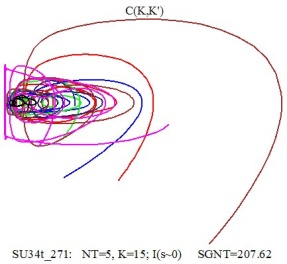 C(K,K')
SU34t_271: NT=5, K=15; I(s~0) SGNT=207.62